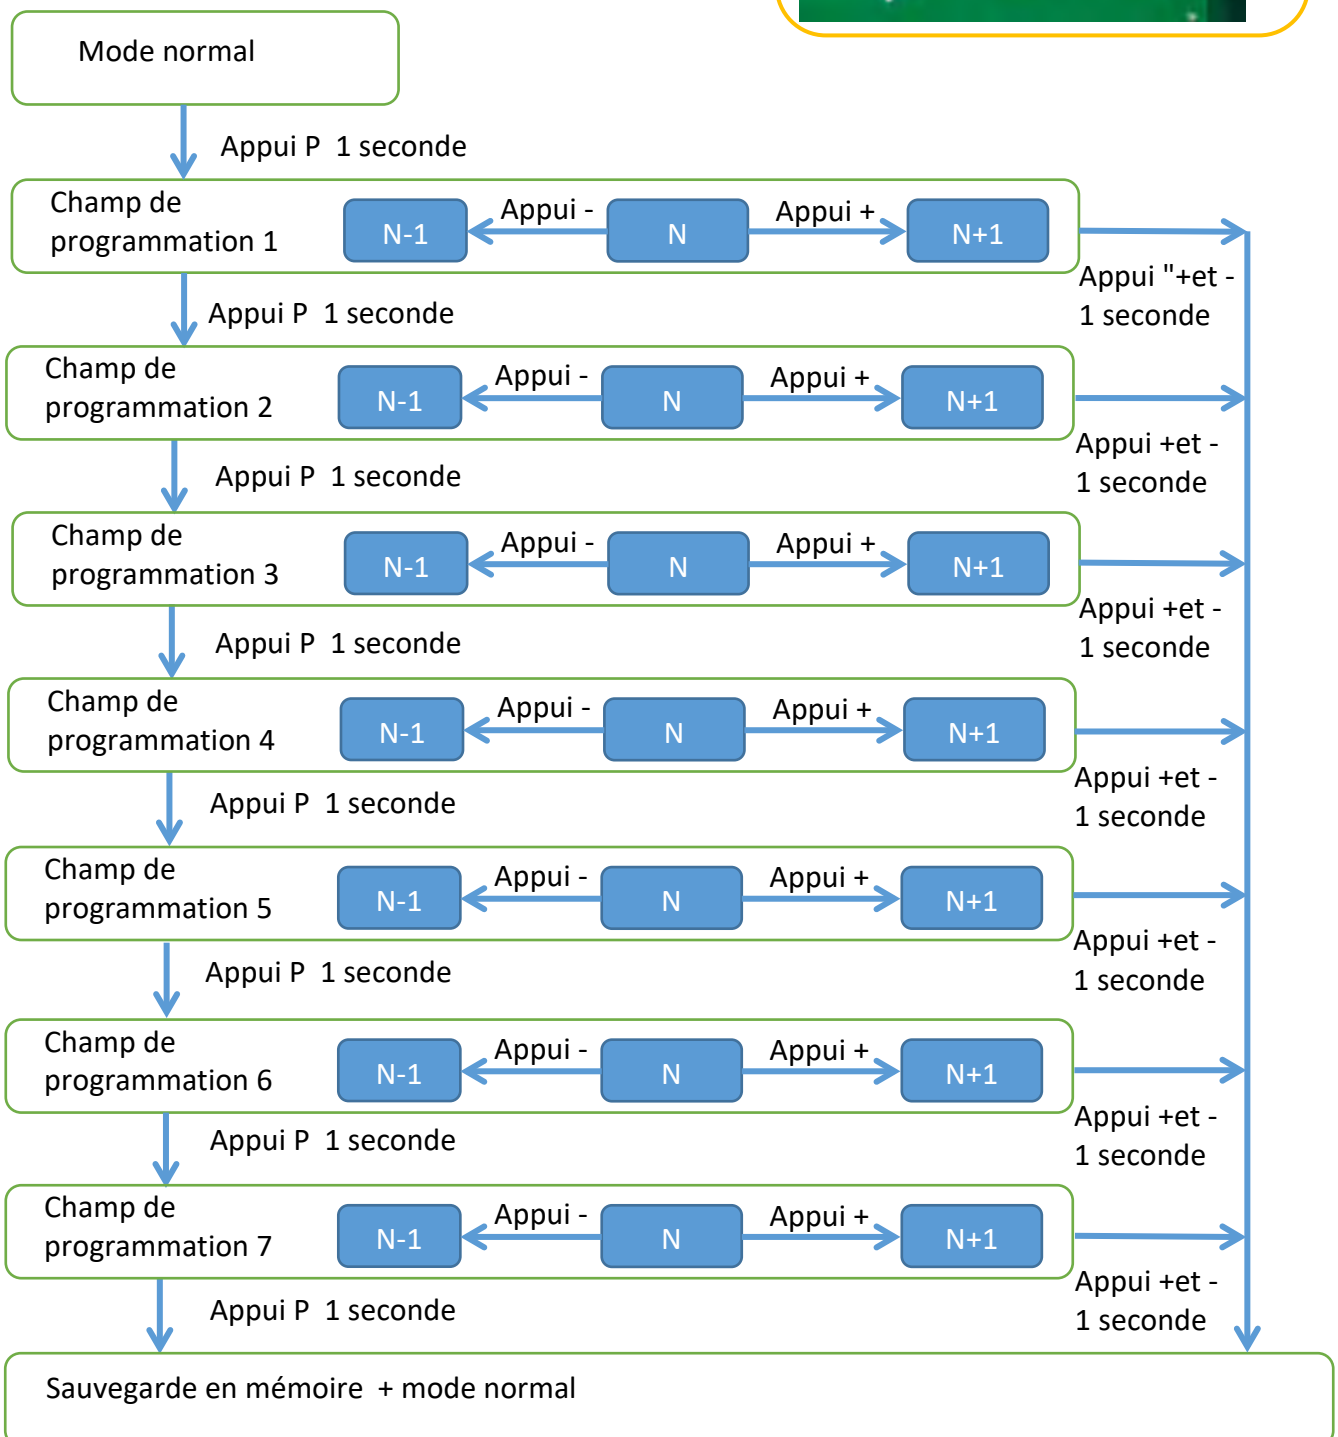 Mode normal
Appui P 1 seconde
Champ de
programmation 1
N-1
Appui -
N
Appui +
N+1
Appui "+et -
1 seconde
Appui P 1 seconde
Champ de
programmation 2
N-1
Appui -
N
Appui +
N+1
Appui +et -
1 seconde
Appui P 1 seconde
Champ de
programmation 3
N-1
Appui -
N
Appui +
N+1
Appui +et -
1 seconde
Appui P 1 seconde
Champ de
programmation 4
N-1
Appui -
N
Appui +
N+1
Appui +et -
1 seconde
Appui P 1 seconde
Champ de
programmation 5
N-1
Appui -
N
Appui +
N+1
Appui +et -
1 seconde
Appui P 1 seconde
Champ de
programmation 6
N-1
Appui -
N
Appui +
N+1
Appui +et -
1 seconde
Appui P 1 seconde
Champ de
programmation 7
N-1
Appui -
N
Appui +
N+1
Appui +et -
1 seconde
Appui P 1 seconde
Sauvegarde en mémoire + mode normal